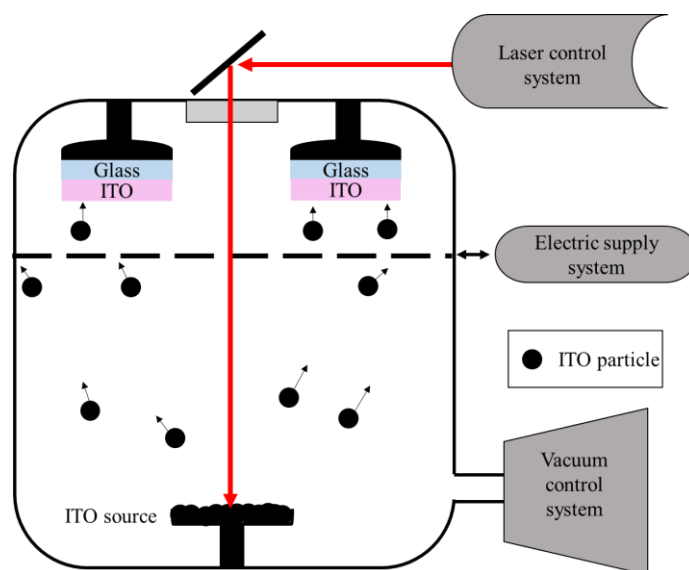 Laser control
system
Glass
ITO
Glass
ITO
Electric supply
system
ITO particle
Vacuum
control
system
ITO source